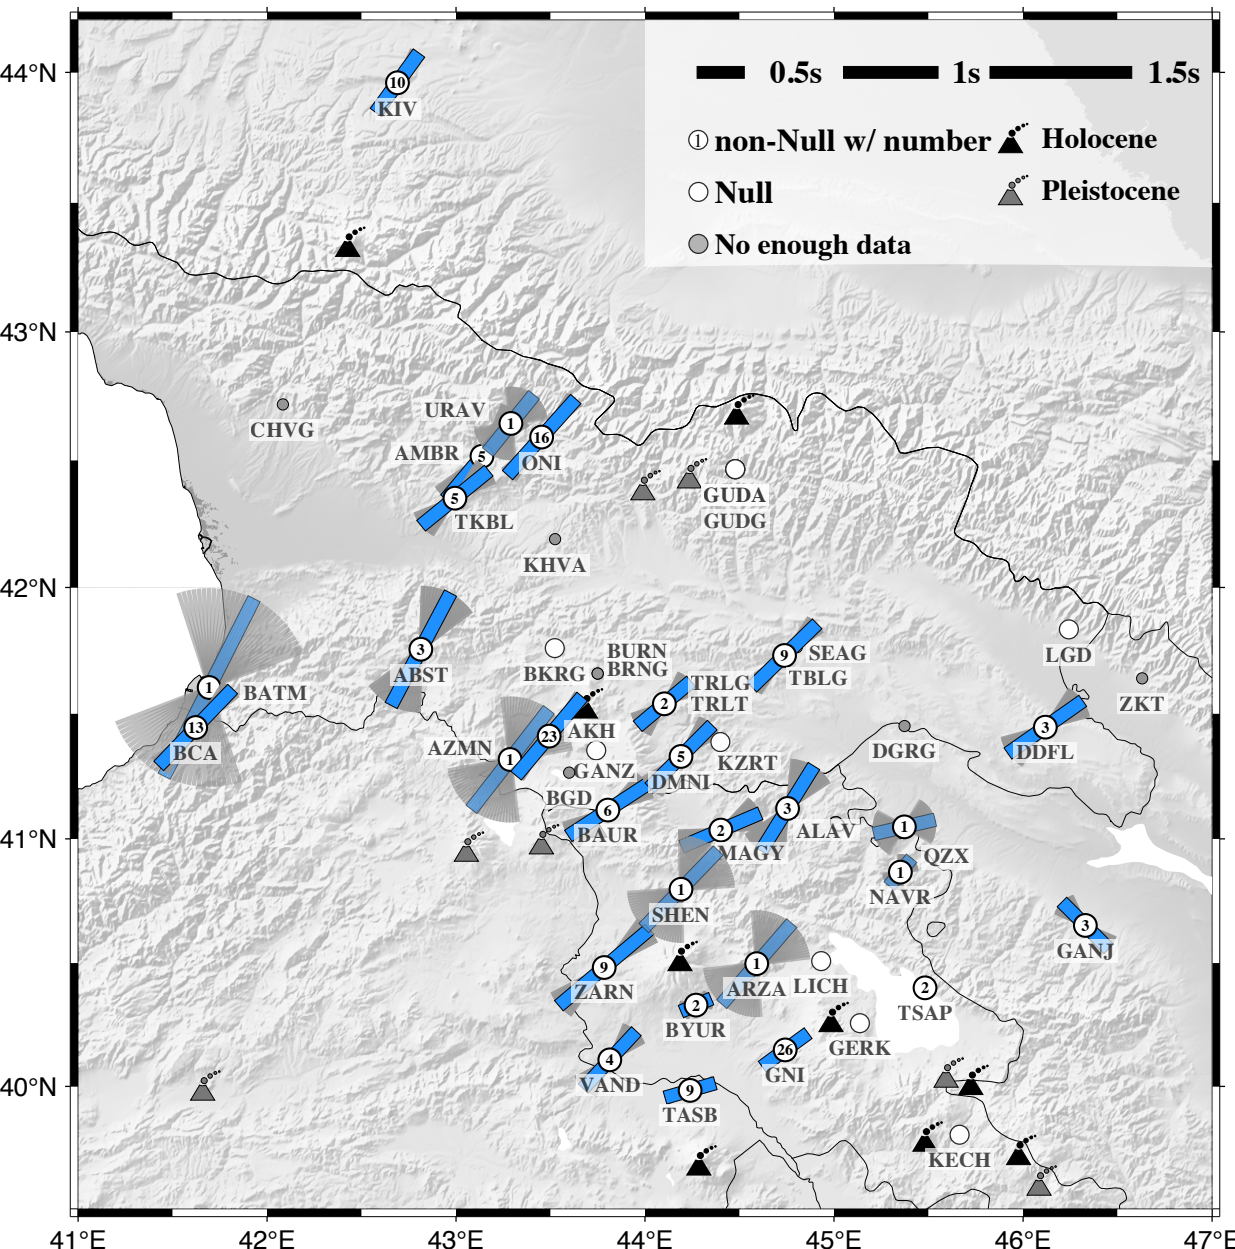 44°N
43°N
42°N
41°N
40°N
41°E
42°E
43°E
44°E
45°E
46°E
47°E
0.5s
1s
1.5s
1 non-Null w/ number
Holocene
Null
Pleistocene
No enough data
10
KIV
CHVG
URAV
1
AMBR
5
16
ONI
5
TKBL
KHVA
GUDA
GUDG
LGD
ZKT
3
ABST
1
BATM
13
BCA
BKRG
BURN
BRNG
9
SEAG
TBLG
TRLG
2
TRLT
AKH
23
AZMN
1
GANZ
BGD
5
DMNI
KZRT
DGRG
3
DDFL
6
BAUR
2
MAGY
3
ALAV
1
QZX
1
NAVR
1
SHEN
3
GANJ
9
ZARN
1
ARZA
LICH
2
TSAP
2
BYUR
GERK
26
GNI
4
VAND
9
TASB
KECH